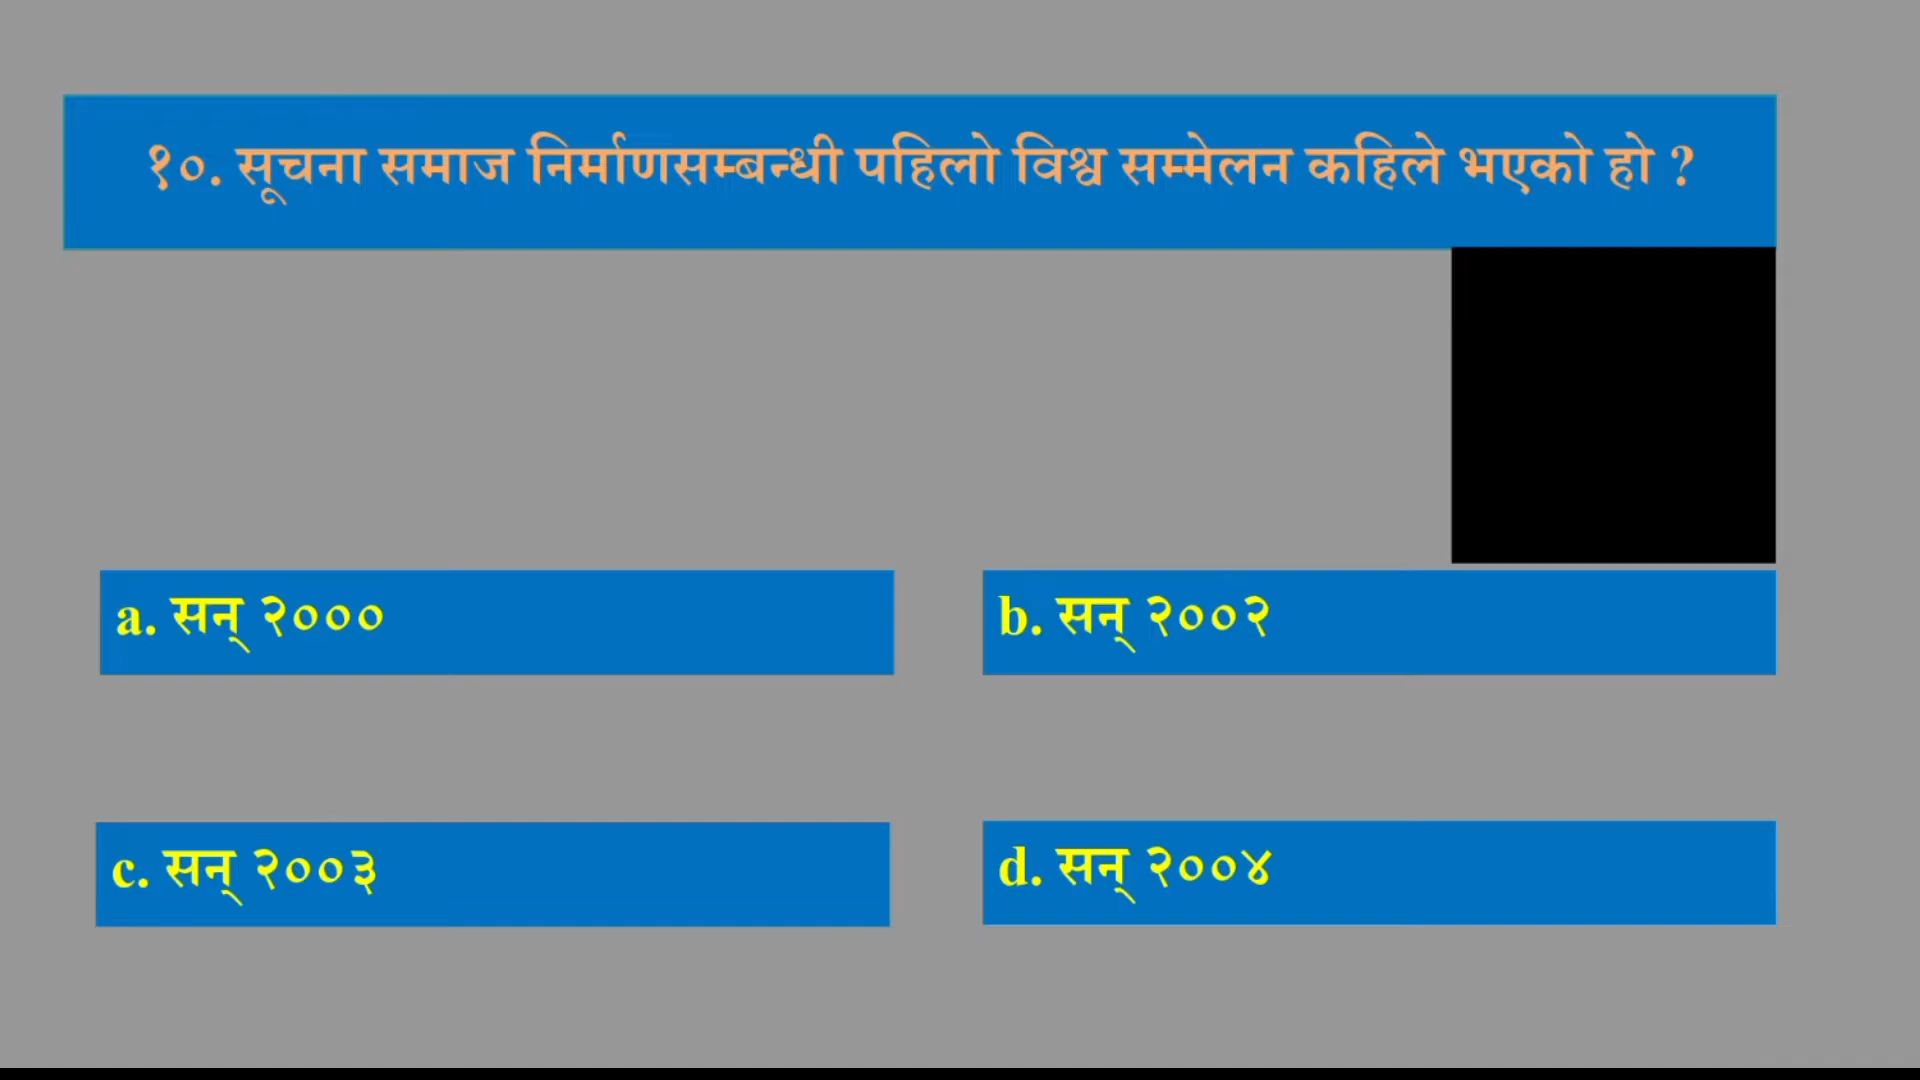 १०. सूचना समाज निर्माणसम्बन्धी पहिलो विश्व सम्मेलन कहिले भएको हो ?
a. सन् २०००
b. सन् २००२
c. सन् २००३
d. सन् २००४